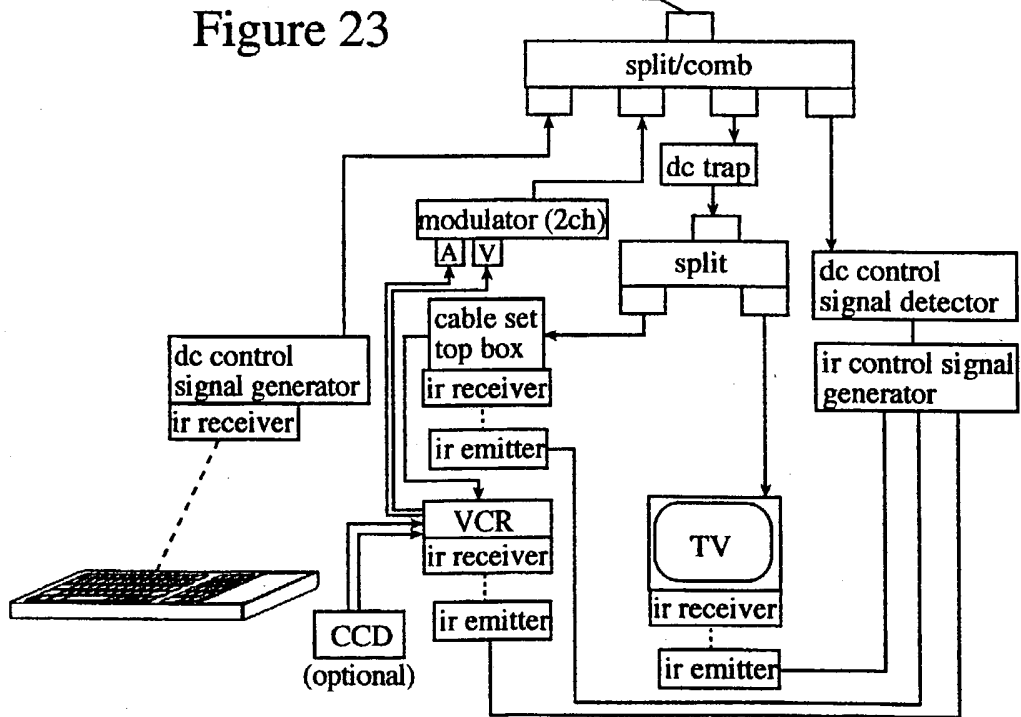 Figure 23
split/comb
dc trap
modulator (2ch)
A V
split
dc control
signal detector
cable set
top box
ir receiver
dc control
signal generator
ir receiver
ir control signal
generator
ir emitter
VCR
ir receiver
TV
ir receiver
ir emitter
CCD
(optional)
ir emitter